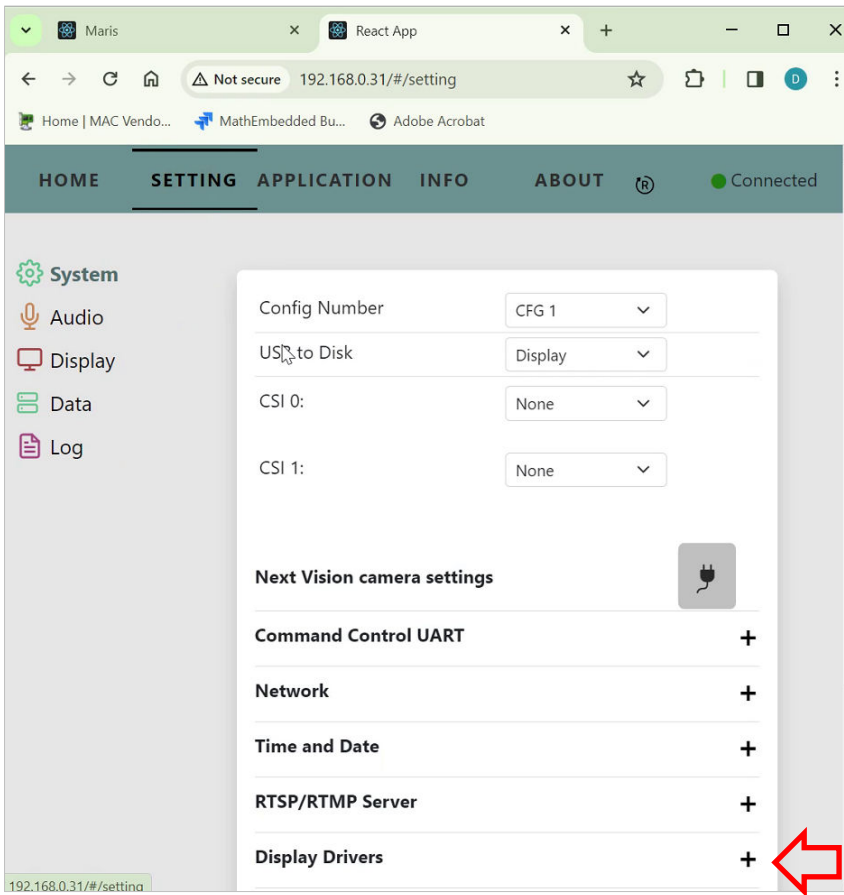 Maris
React App
Not secure 192.168.0.31/#/setting
D
Home | MAC Vendo... MathEmbedded Bu... Adobe Acrobat
HOME SETTING APPLICATION INFO ABOUT R Connected
System
Audio
Display
Data
Log
Config Number CFG 1
to Disk Display
CSI 0: None
CSI 1: None
Next Vision camera settings
Command Control UART +
Network +
Time and Date +
RTSP/RTMP Server +
Display Drivers +
192.168.0.31/#/setting